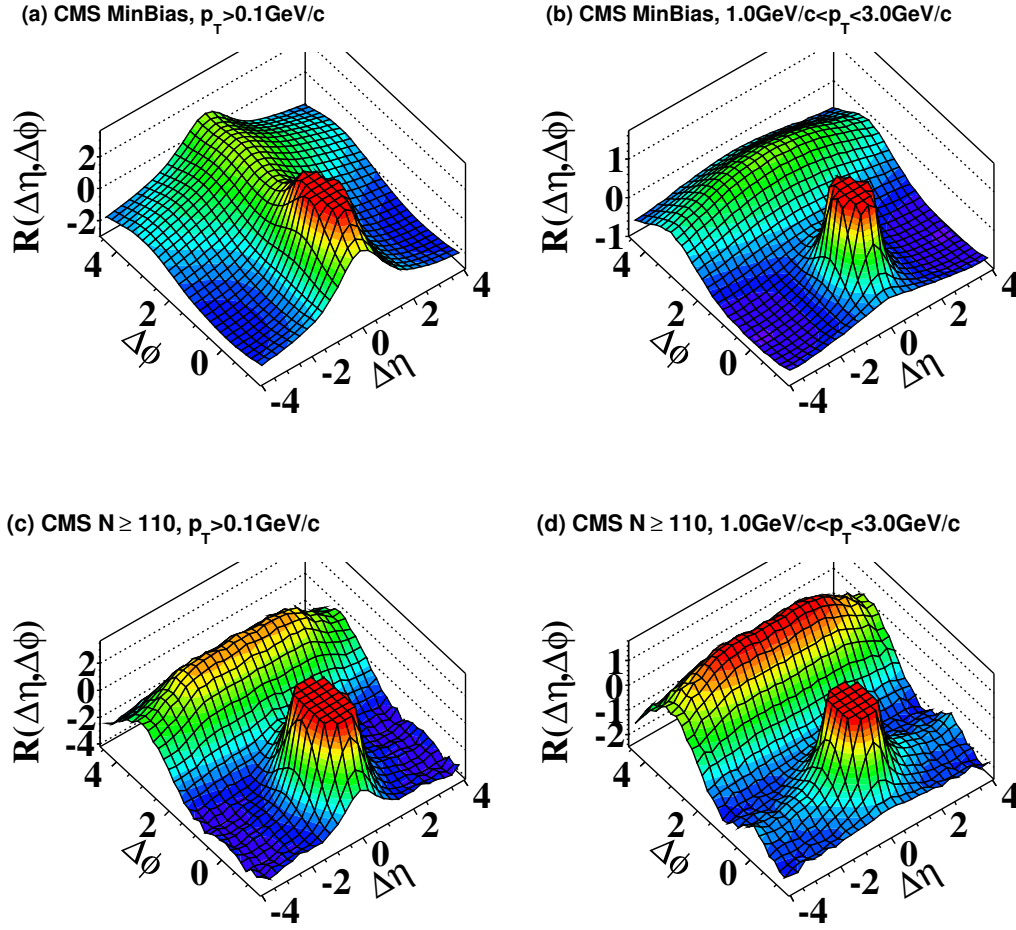 (a) CMS MinBias, p_T>0.1GeV/c
(b) CMS MinBias, 1.0GeV/c<p_T<3.0GeV/c
R(Δη,Δϕ)
2
0
-2
4
2
0
Δϕ
-4
-2
0
2
4
Δη
R(Δη,Δϕ)
1
0
-1
4
2
0
Δϕ
-4
-2
0
2
4
Δη
(c) CMS N ≥ 110, p_T>0.1GeV/c
(d) CMS N ≥ 110, 1.0GeV/c<p_T<3.0GeV/c
R(Δη,Δϕ)
2
0
-2
-4
4
2
0
Δϕ
-4
-2
0
2
4
Δη
R(Δη,Δϕ)
1
0
-1
-2
4
2
0
Δϕ
-4
-2
0
2
4
Δη